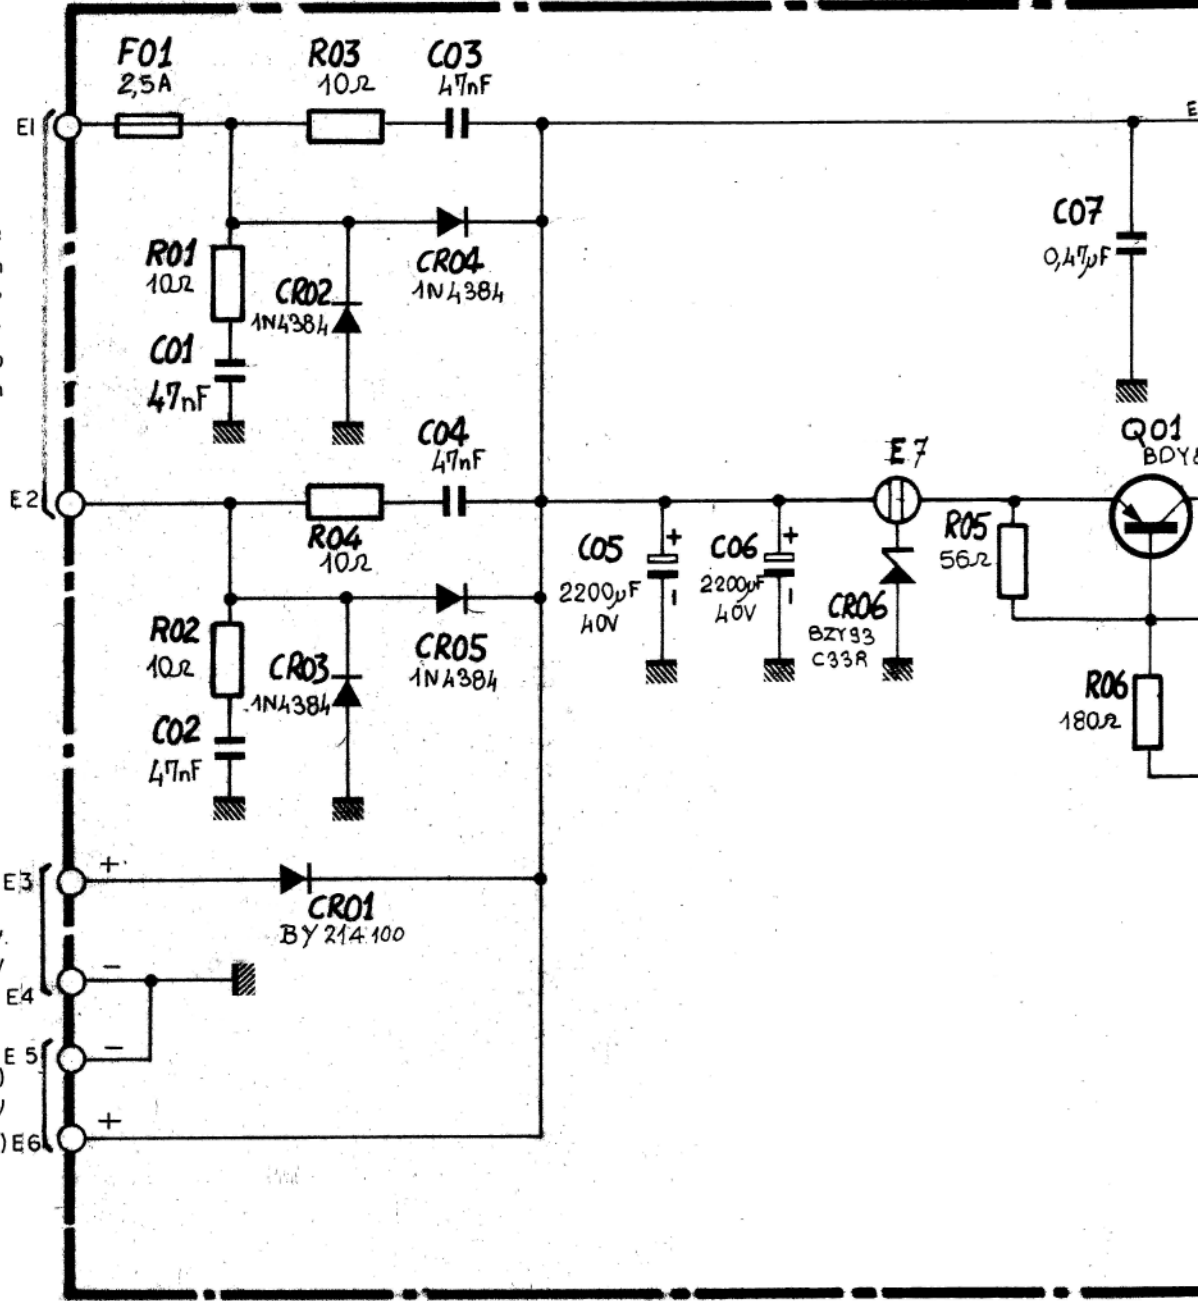 F01
2,5A
R03
10Ω
C03
47nF
E1
E
C07
0,47µF
R01
10Ω
CR02
1N4384
CR04
1N4384
C01
47nF
C04
47nF
E2
R04
10Ω
E7
Q01
BDY
C05
2200µF
40V
+
-
C06
2200µF
40V
+
-
CR06
BZY93
C33R
R05
56Ω
R02
10Ω
CR03
1N4384
CR05
1N4384
R06
180Ω
C02
47nF
E3
+
CR01
BY 214.100
-
E4
E5
-
+
)E6